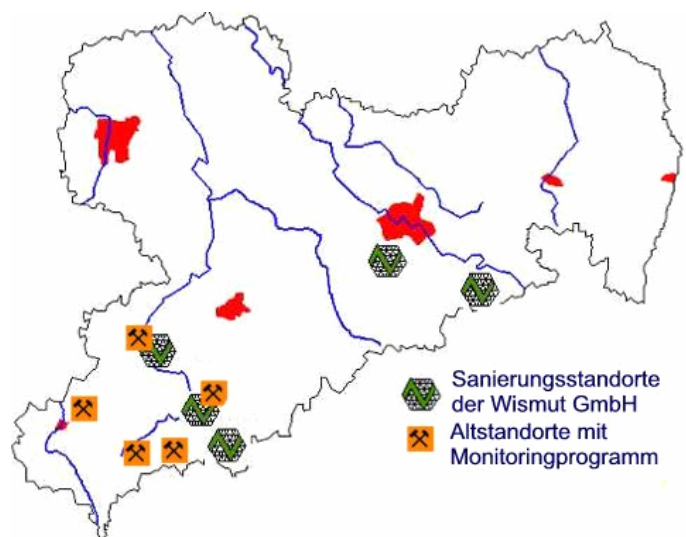 Sanierungsstandorte
der Wismut GmbH
Altstandorte mit
Monitoringprogramm